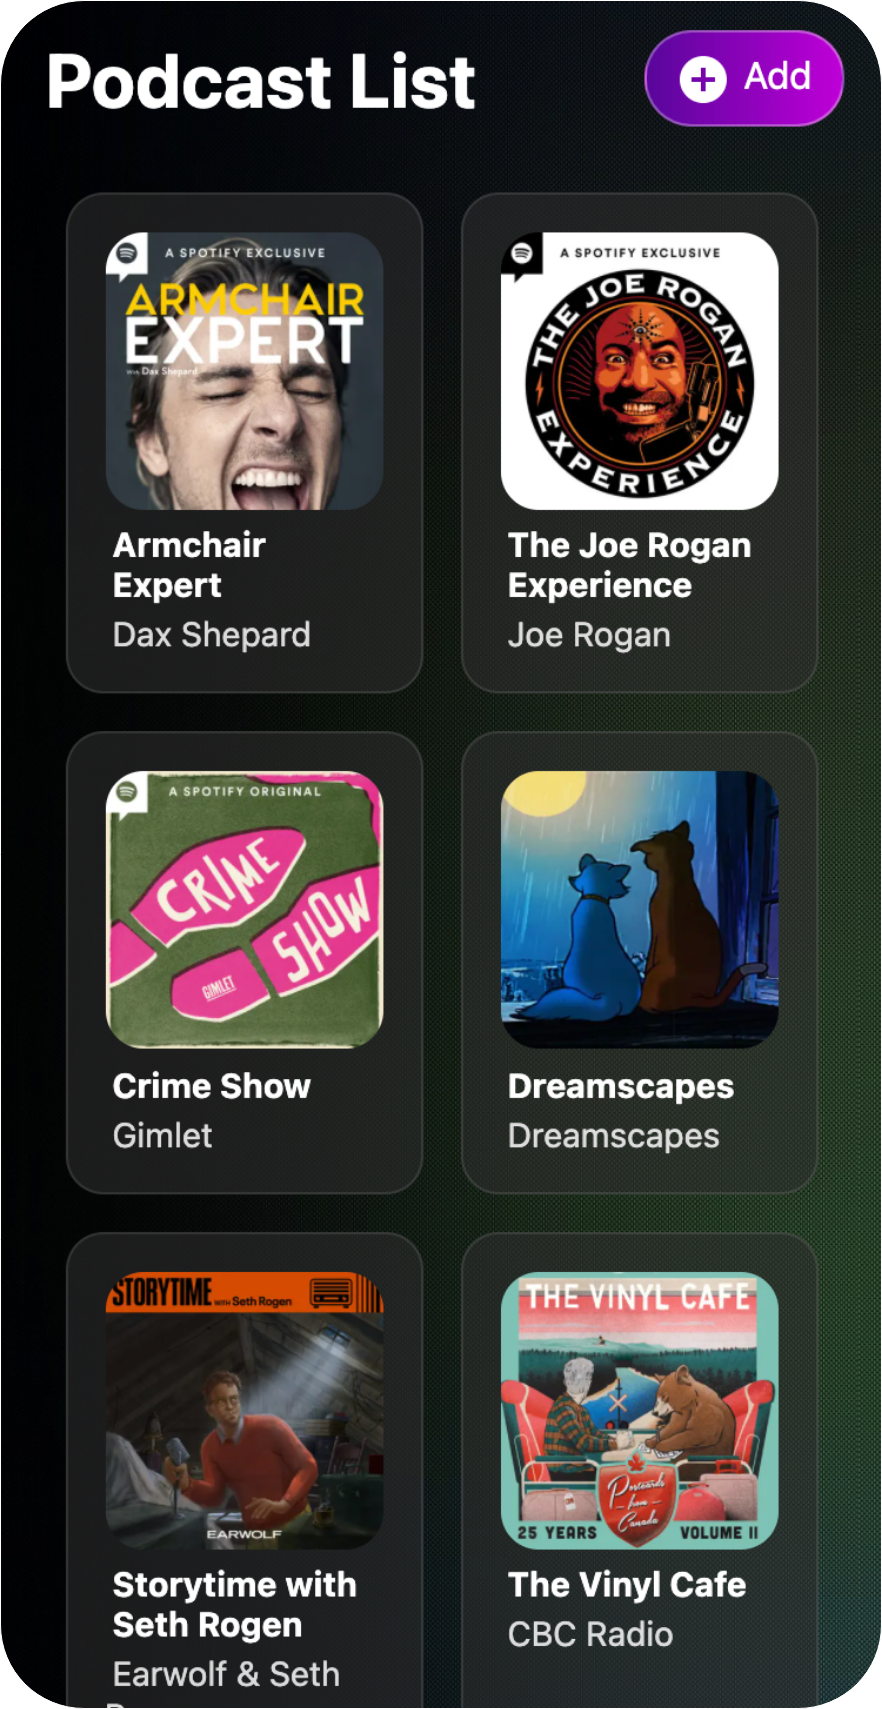 Podcast List
Add
A SPOTIFY EXCLUSIVE
ARMCHAIR
EXPERT
with Dax Shepard
Armchair
Expert
Dax Shepard
A SPOTIFY EXCLUSIVE
THE JOE ROGAN
EXPERIENCE
The Joe Rogan
Experience
Joe Rogan
A SPOTIFY ORIGINAL
CRIME
SHOW
GIMLET
Crime Show
Gimlet
Dreamscapes
Dreamscapes
STORYTIME WITH Seth Rogen
EARWOLF
Storytime with
Seth Rogen
Earwolf & Seth
THE VINYL CAFE
Postcards
from
Canada
25 YEARS VOLUME II
The Vinyl Cafe
CBC Radio